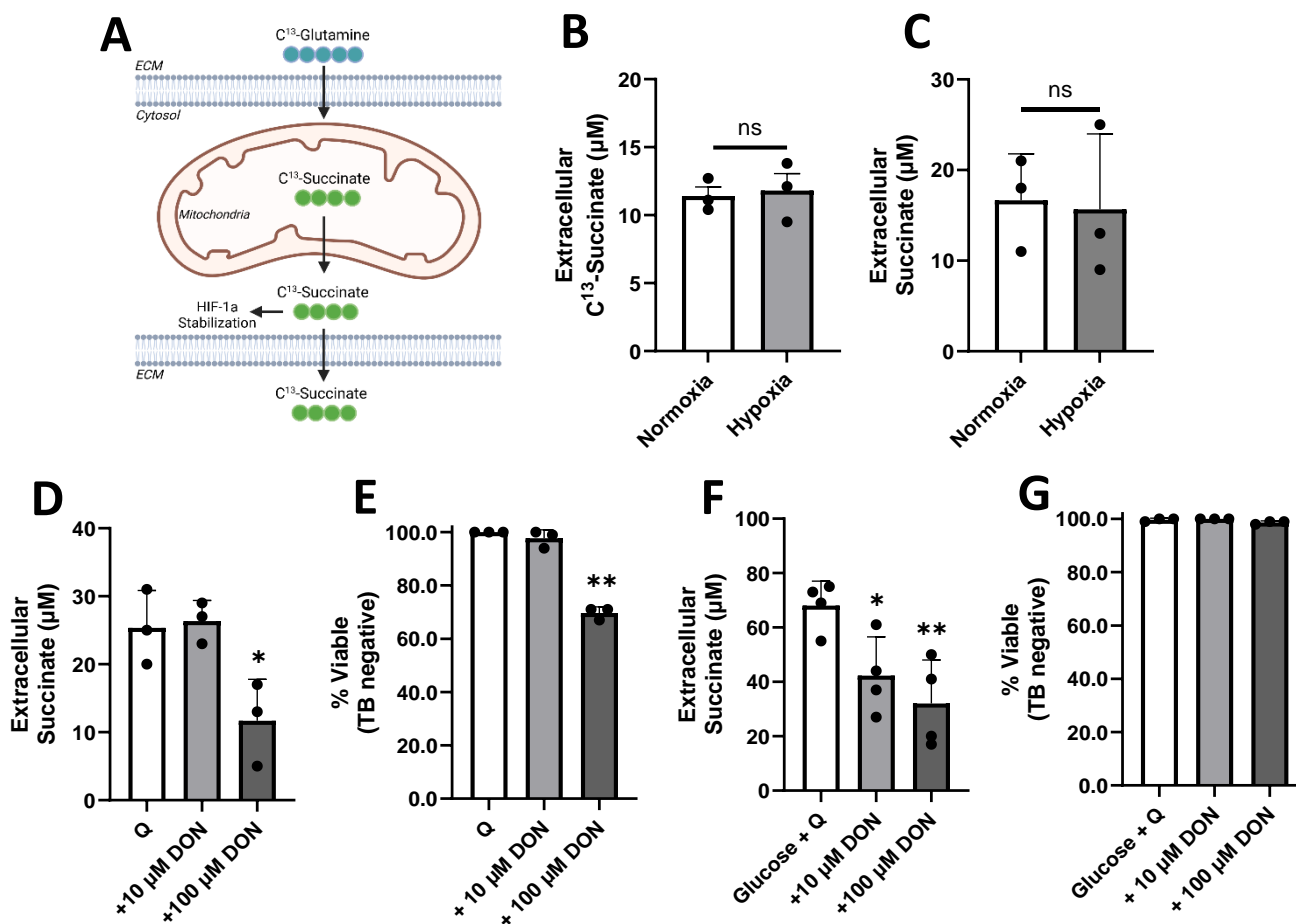 A
C¹³-Glutamine
ECM
Cytosol
C¹³-Succinate
Mitochondria
C¹³-Succinate
HIF-1a
Stabilization
ECM
C¹³-Succinate
B
Extracellular
C¹³-Succinate (µM)
20
15
10
5
0
ns
Normoxia
Hypoxia
C
Extracellular
Succinate (µM)
30
20
10
0
ns
Normoxia
Hypoxia
D
Extracellular
Succinate (µM)
40
30
20
10
0
*
Q
+10 µM DON
+100 µM DON
E
% Viable
(TB negative)
100.0
80.0
60.0
40.0
20.0
0.0
**
Q
+ 10 µM DON
+ 100 µM DON
F
Extracellular
Succinate (µM)
100
80
60
40
20
0
*
**
Glucose + Q
+10 µM DON
+100 µM DON
G
% Viable
(TB negative)
100.0
80.0
60.0
40.0
20.0
0.0
Glucose + Q
+ 10 µM DON
+ 100 µM DON